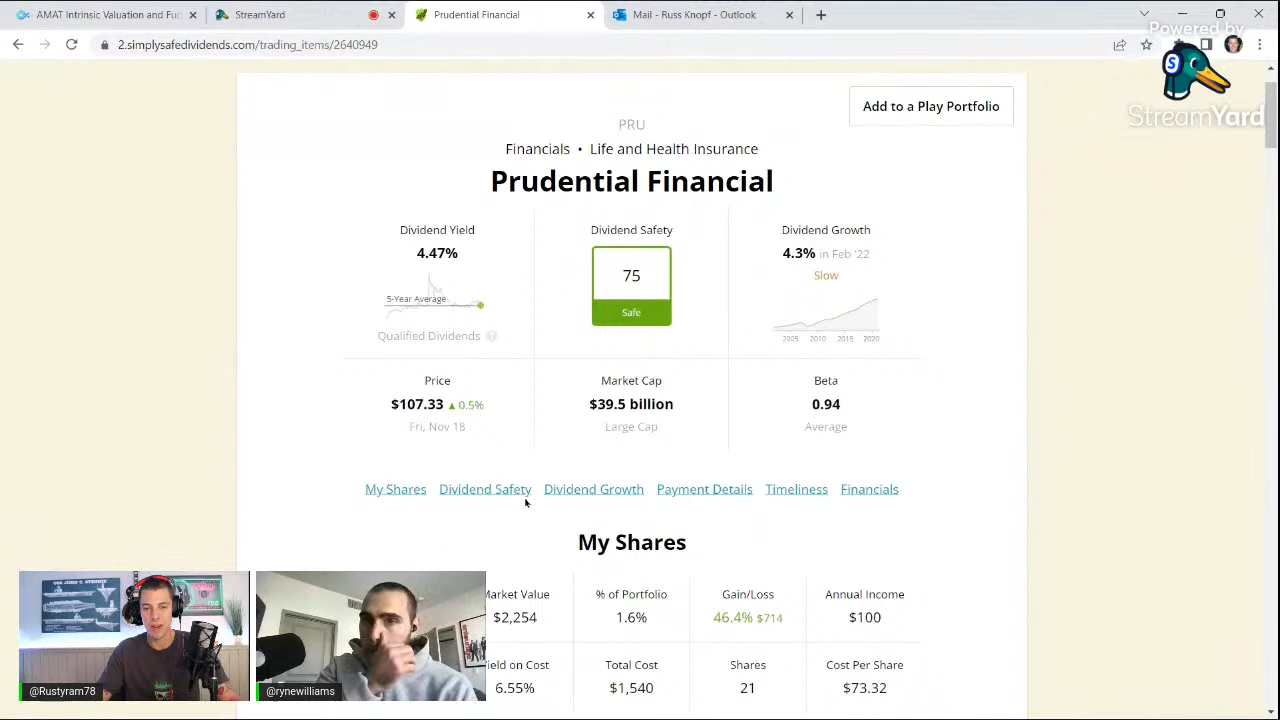 AMAT Intrinsic Valuation and Fur
StreamYard
Prudential Financial
Mail - Russ Knopf - Outlook
2.simplysafedividends.com/trading_items/2640949
Powered by
StreamYard
Add to a Play Portfolio
PRU
Financials • Life and Health Insurance
Prudential Financial
Dividend Yield
4.47%
5-Year Average
Qualified Dividends ?
Dividend Safety
75
Safe
Dividend Growth
4.3% in Feb '22
Slow
2005 2010 2015 2020
Price
$107.33 ▲ 0.5%
Fri, Nov 18
Market Cap
$39.5 billion
Large Cap
Beta
0.94
Average
My Shares Dividend Safety Dividend Growth Payment Details Timeliness Financials
My Shares
Market Value
$2,254
% of Portfolio
1.6%
Gain/Loss
46.4% $714
Annual Income
$100
ield on Cost
6.55%
Total Cost
$1,540
Shares
21
Cost Per Share
$73.32
@Rustyram78
@rynewilliams